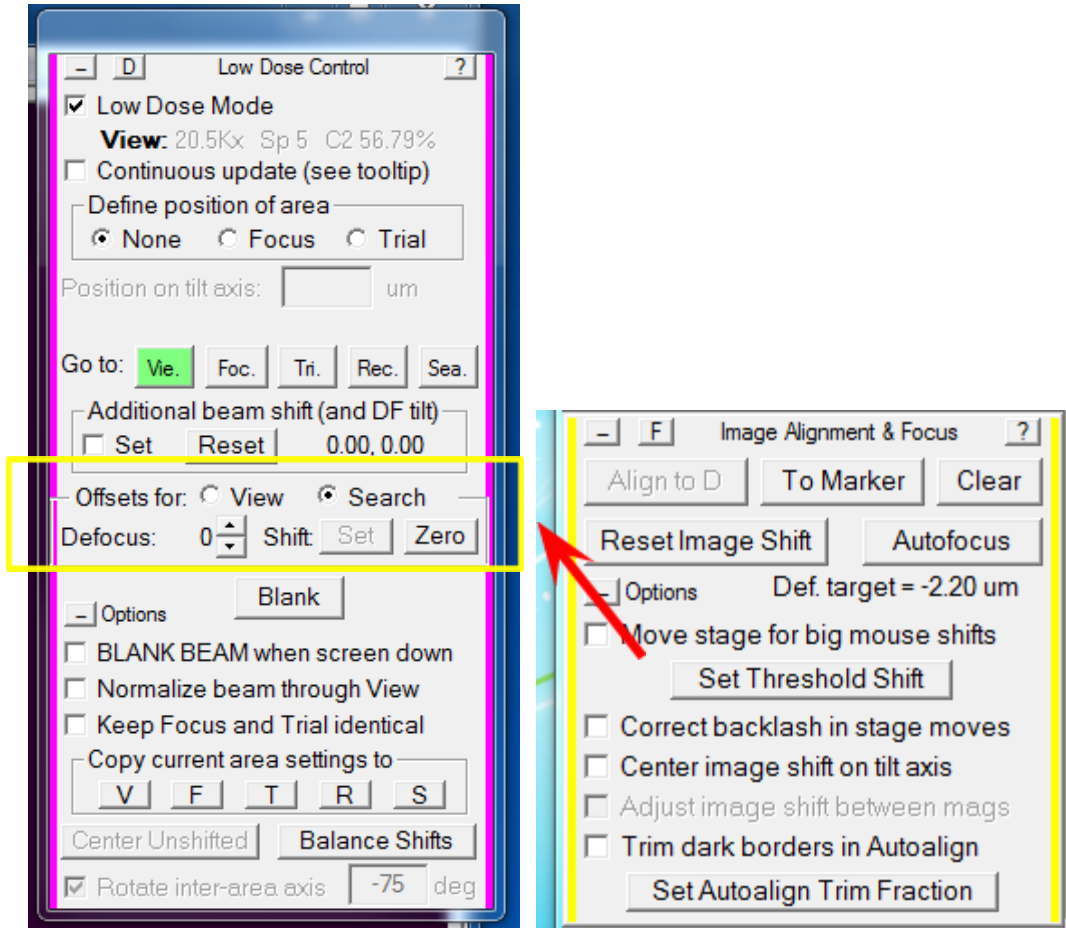 – D Low Dose Control ?
Low Dose Mode
View: 20.5Kx Sp 5 C2 56.79%
Continuous update (see tooltip)
Define position of area
None Focus Trial
Position on tilt axis: um
Go to: Vie. Foc. Tri. Rec. Sea.
Additional beam shift (and DF tilt)
Set Reset 0.00, 0.00
Offsets for: View Search
Defocus: 0 Shift: Set Zero
Blank
– Options
BLANK BEAM when screen down
Normalize beam through View
Keep Focus and Trial identical
Copy current area settings to
V F T R S
Center Unshifted Balance Shifts
Rotate inter-area axis -75 deg
– F Image Alignment & Focus ?
Align to D To Marker Clear
Reset Image Shift Autofocus
– Options Def. target = -2.20 um
Move stage for big mouse shifts
Set Threshold Shift
Correct backlash in stage moves
Center image shift on tilt axis
Adjust image shift between mags
Trim dark borders in Autoalign
Set Autoalign Trim Fraction